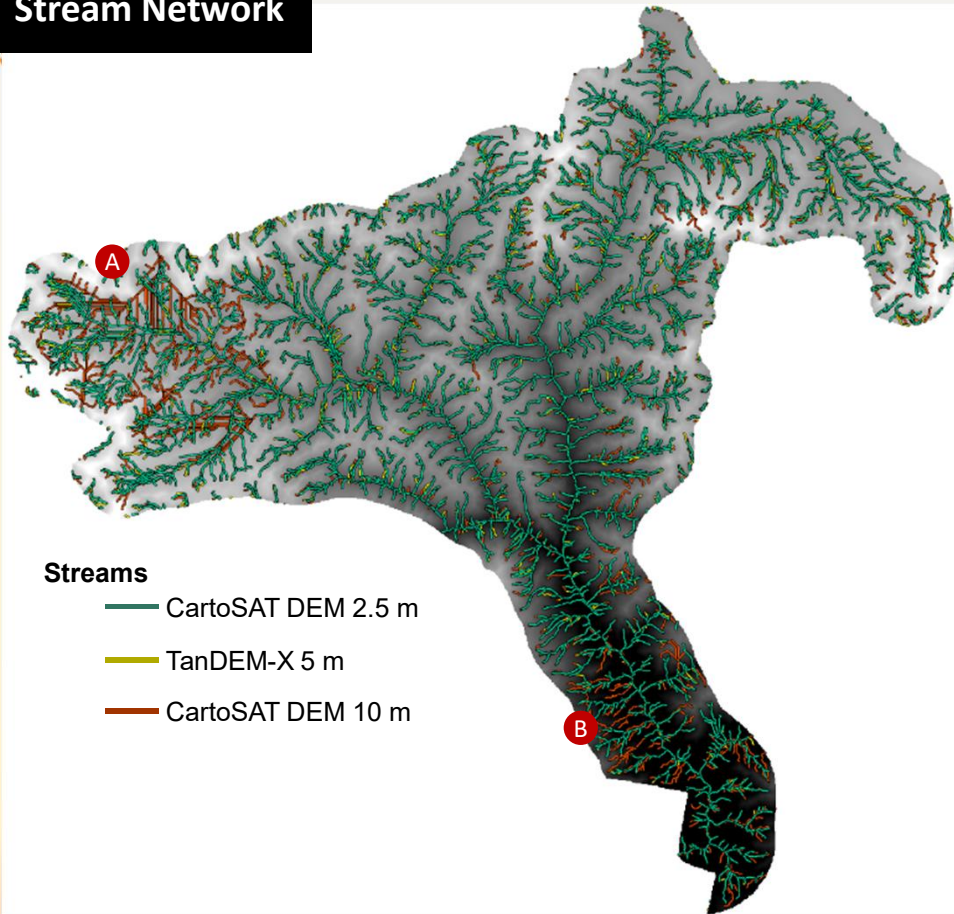 Stream Network
A
B
Streams
CartoSAT DEM 2.5 m
TanDEM-X 5 m
CartoSAT DEM 10 m